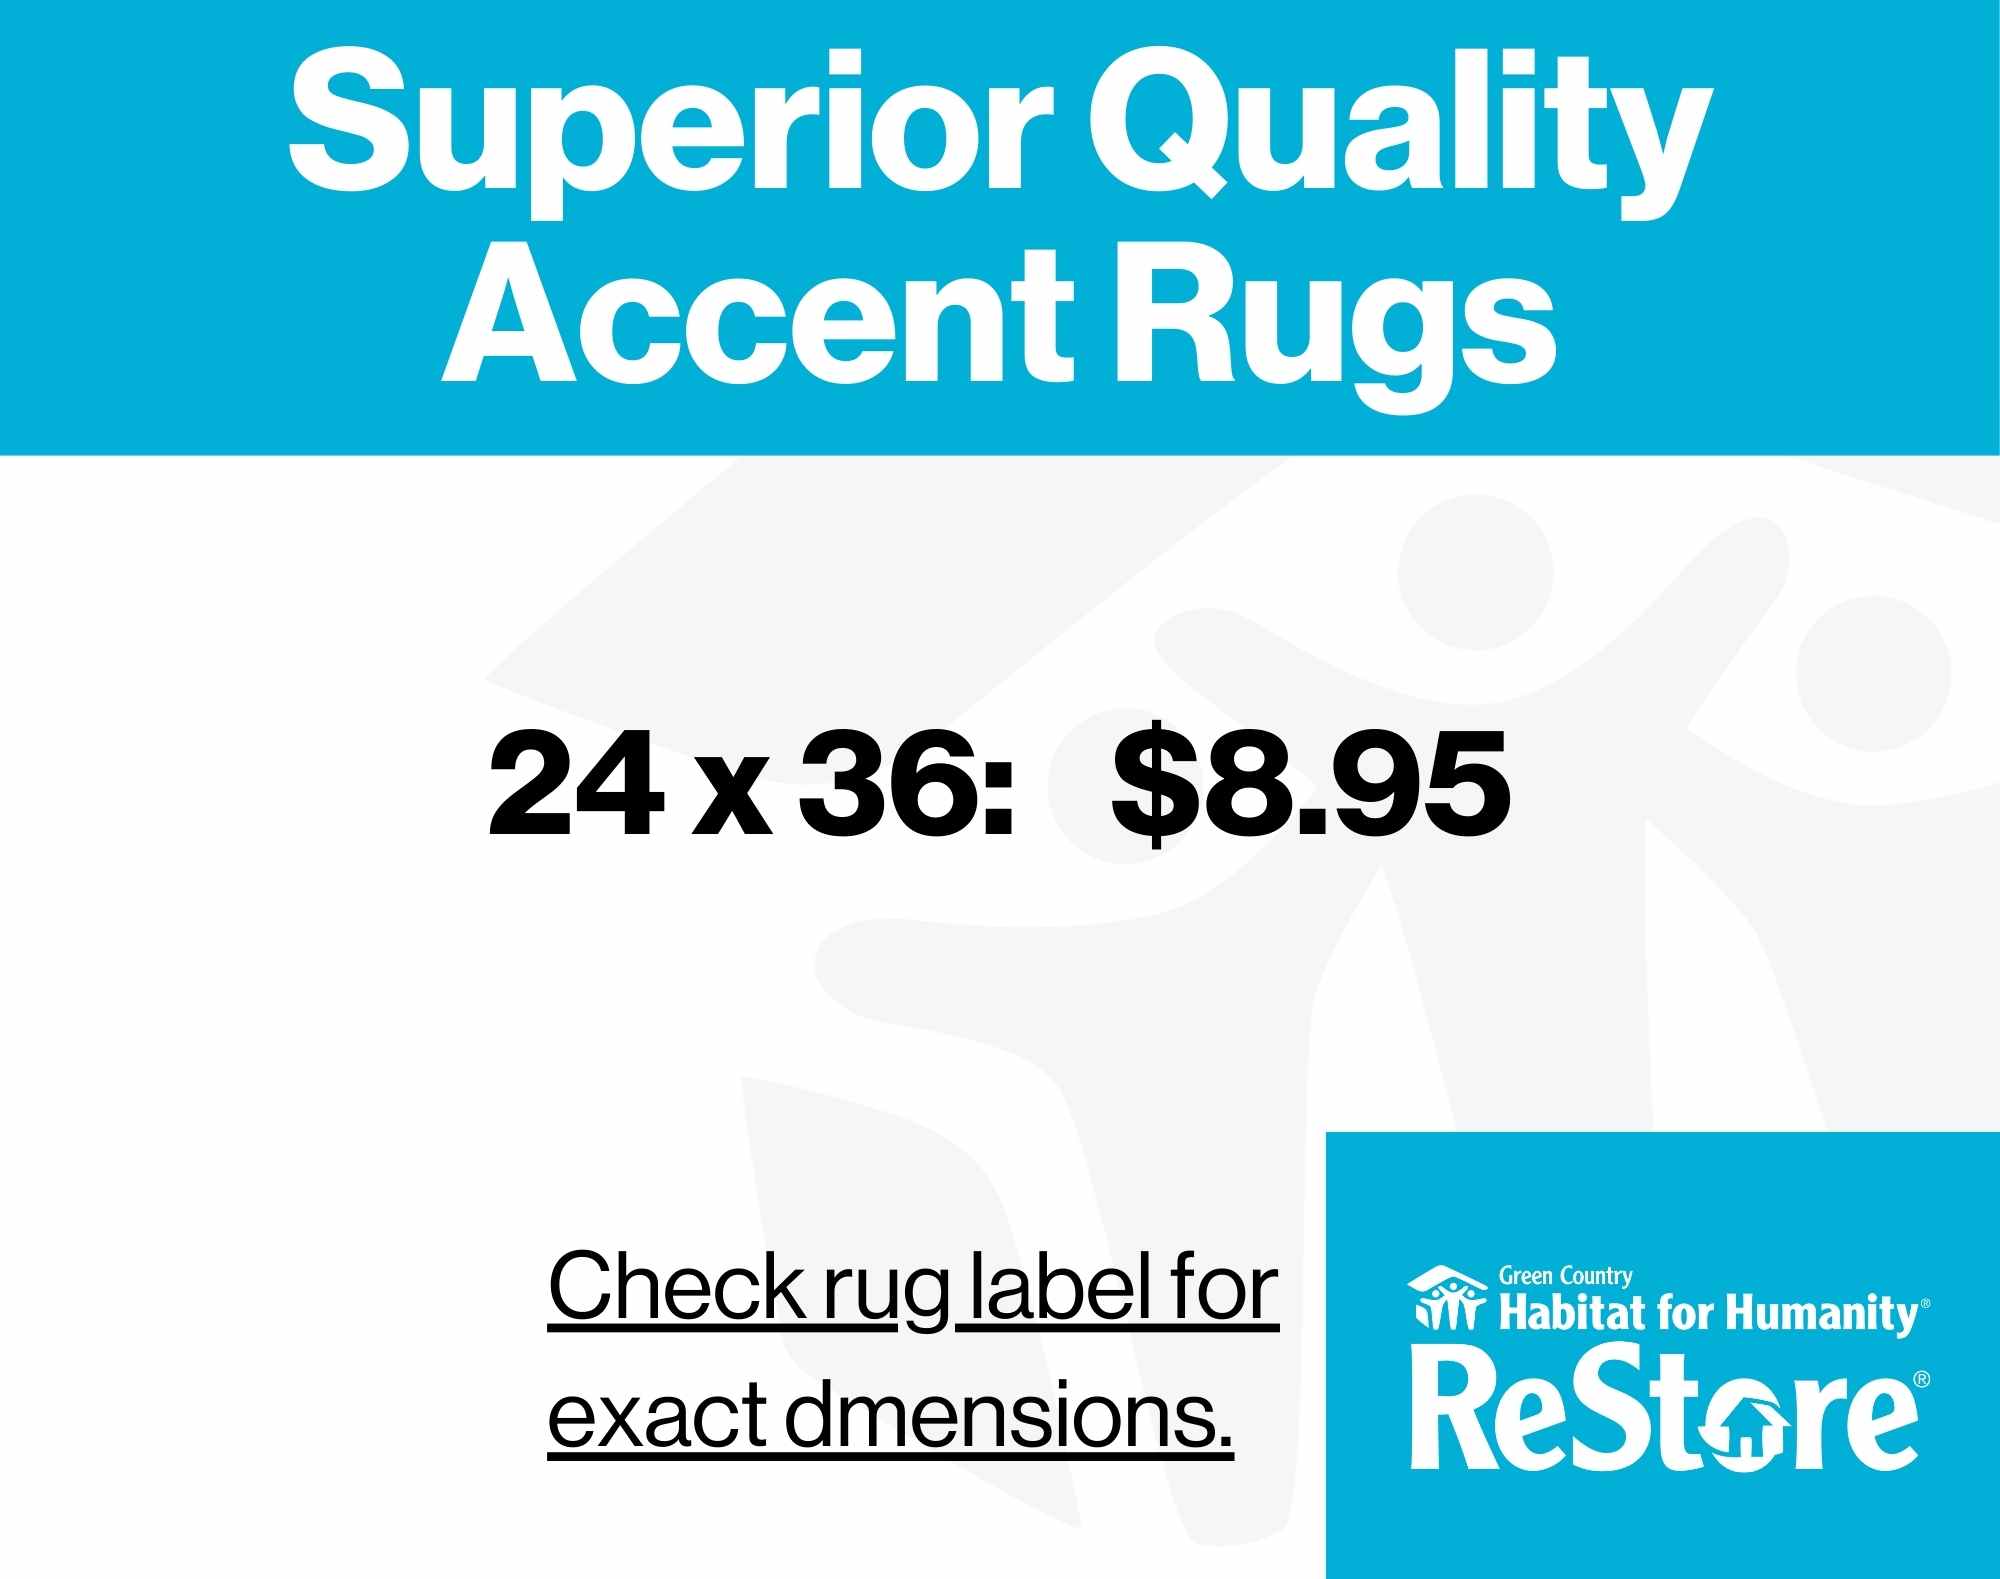 Superior Quality
Accent Rugs
24 x 36: $8.95
Check rug label for
exact dmensions.
Green Country
Habitat for Humanity®
ReStore®